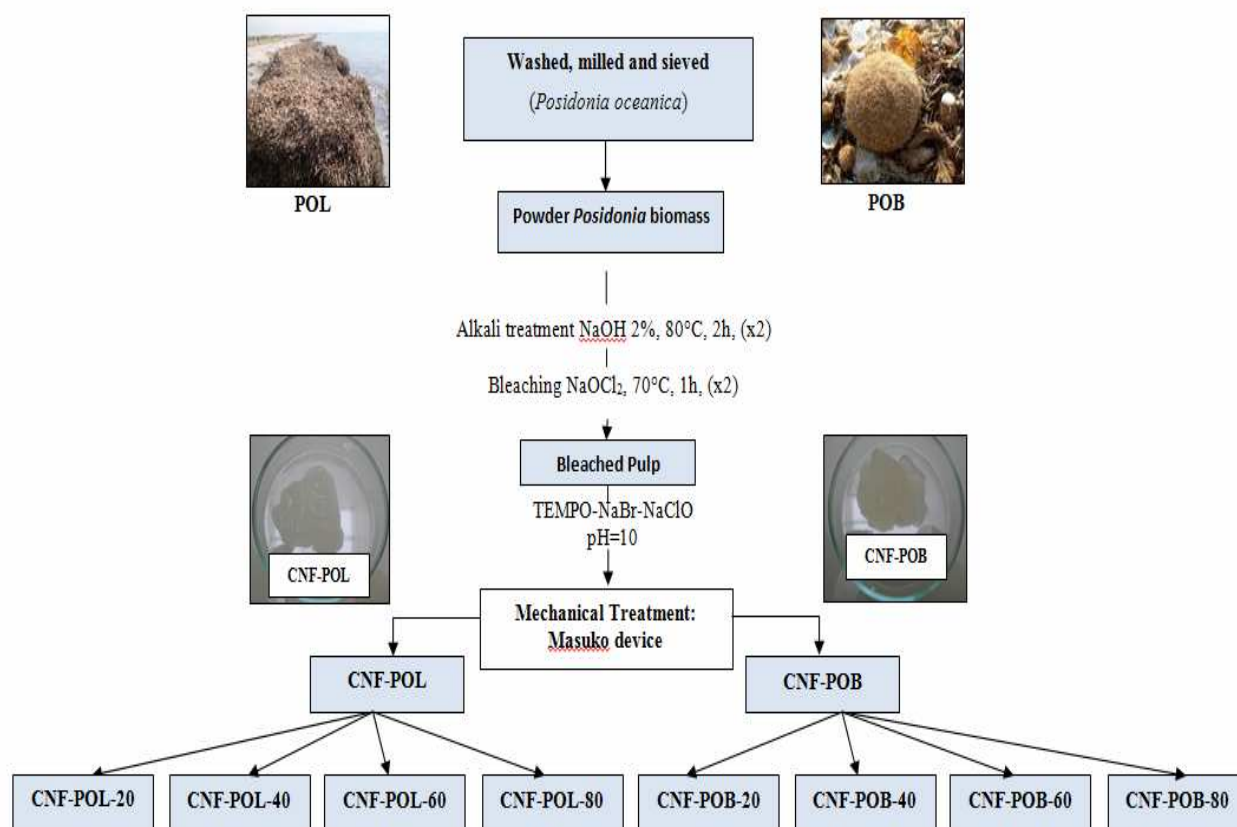 Washed, milled and sieved
(Posidonia oceanica)
POL
POB
Powder Posidonia biomass
Alkali treatment NaOH 2%, 80°C, 2h, (x2)
Bleaching NaOCl₂, 70°C, 1h, (x2)
Bleached Pulp
TEMPO-NaBr-NaClO
pH=10
CNF-POL
CNF-POB
Mechanical Treatment:
Masuko device
CNF-POL
CNF-POB
CNF-POL-20
CNF-POL-40
CNF-POL-60
CNF-POL-80
CNF-POB-20
CNF-POB-40
CNF-POB-60
CNF-POB-80